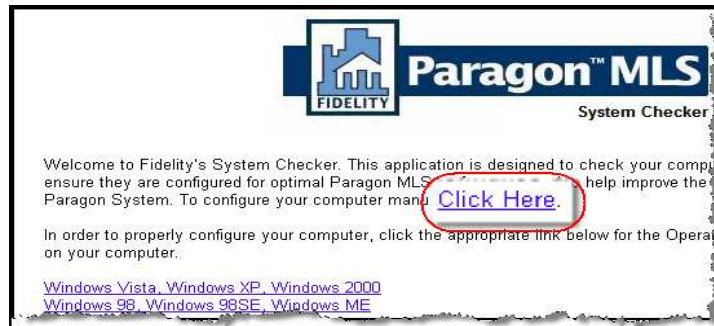 FIDELITY
Paragon™ MLS
System Checker
Welcome to Fidelity's System Checker. This application is designed to check your
ensure they are configured for optimal Paragon MLS help improve the
Paragon System. To configure your computer Click Here.
In order to properly configure your computer, click the appropriate link below for the
on your computer.
Windows Vista, Windows XP, Windows 2000
Windows 98, Windows 98SE, Windows ME